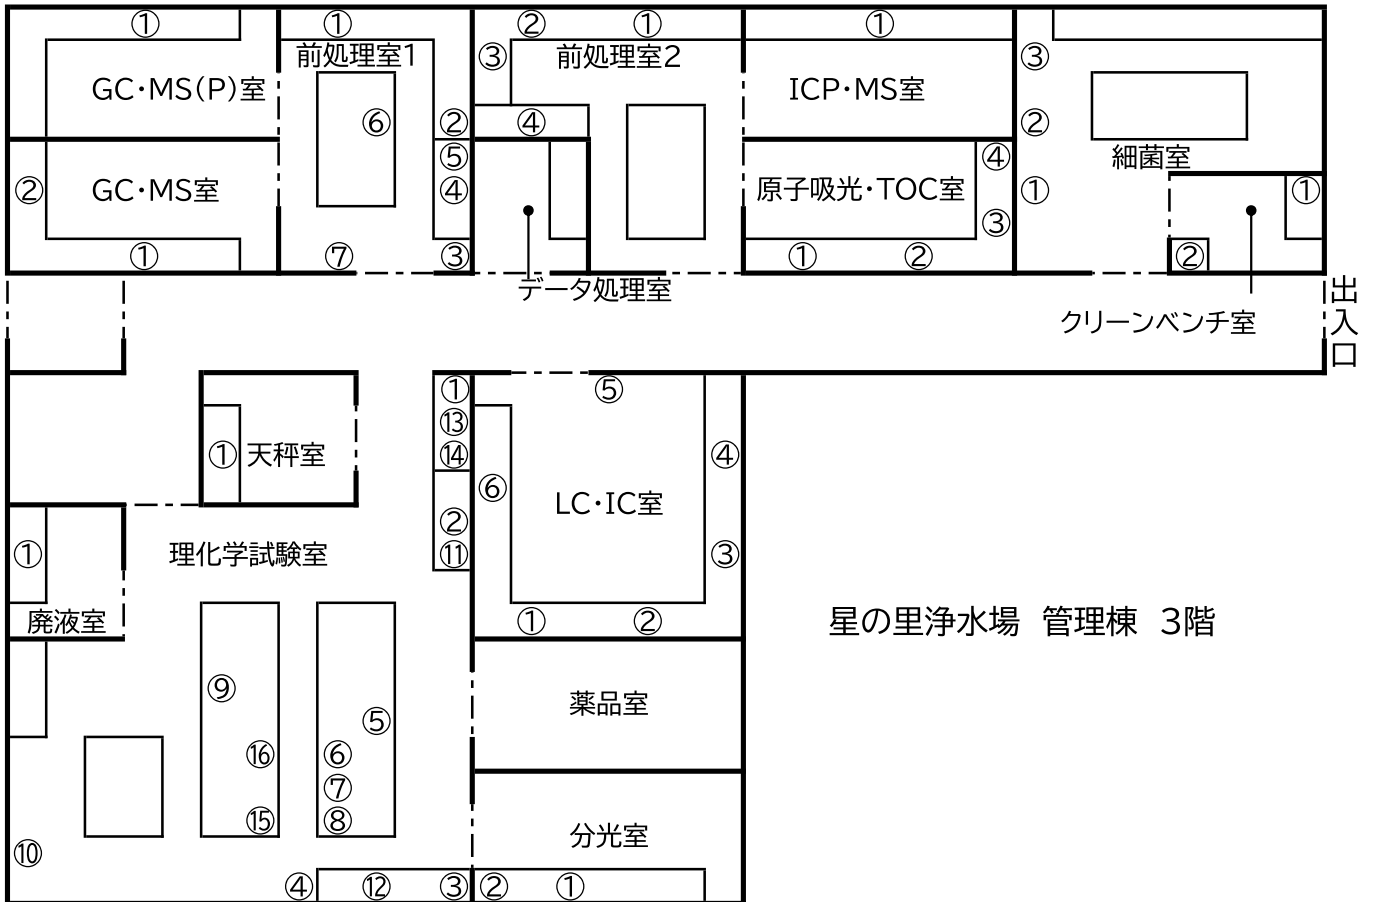 ① ① ② ① ①
前処理室1
③ 前処理室2 ③
GC・MS(P)室 ICP・MS室
⑥ ② ④ ②
細菌室
⑤ ④
② GC・MS室 ④ 原子吸光・TOC室 ① ①
③
① ⑦ ③ ① ② ②
データ処理室
クリーンベンチ室
出入口
① ⑤
⑬
① 天秤室 ⑭ ④
⑥
LC・IC室
②
① 理化学試験室 ⑪ ③
廃液室 ① ②
星の里浄水場 管理棟 3階
⑨ 薬品室
⑤
⑯ ⑥
⑦
⑮ ⑧
分光室
⑩
④ ⑫ ③ ② ①